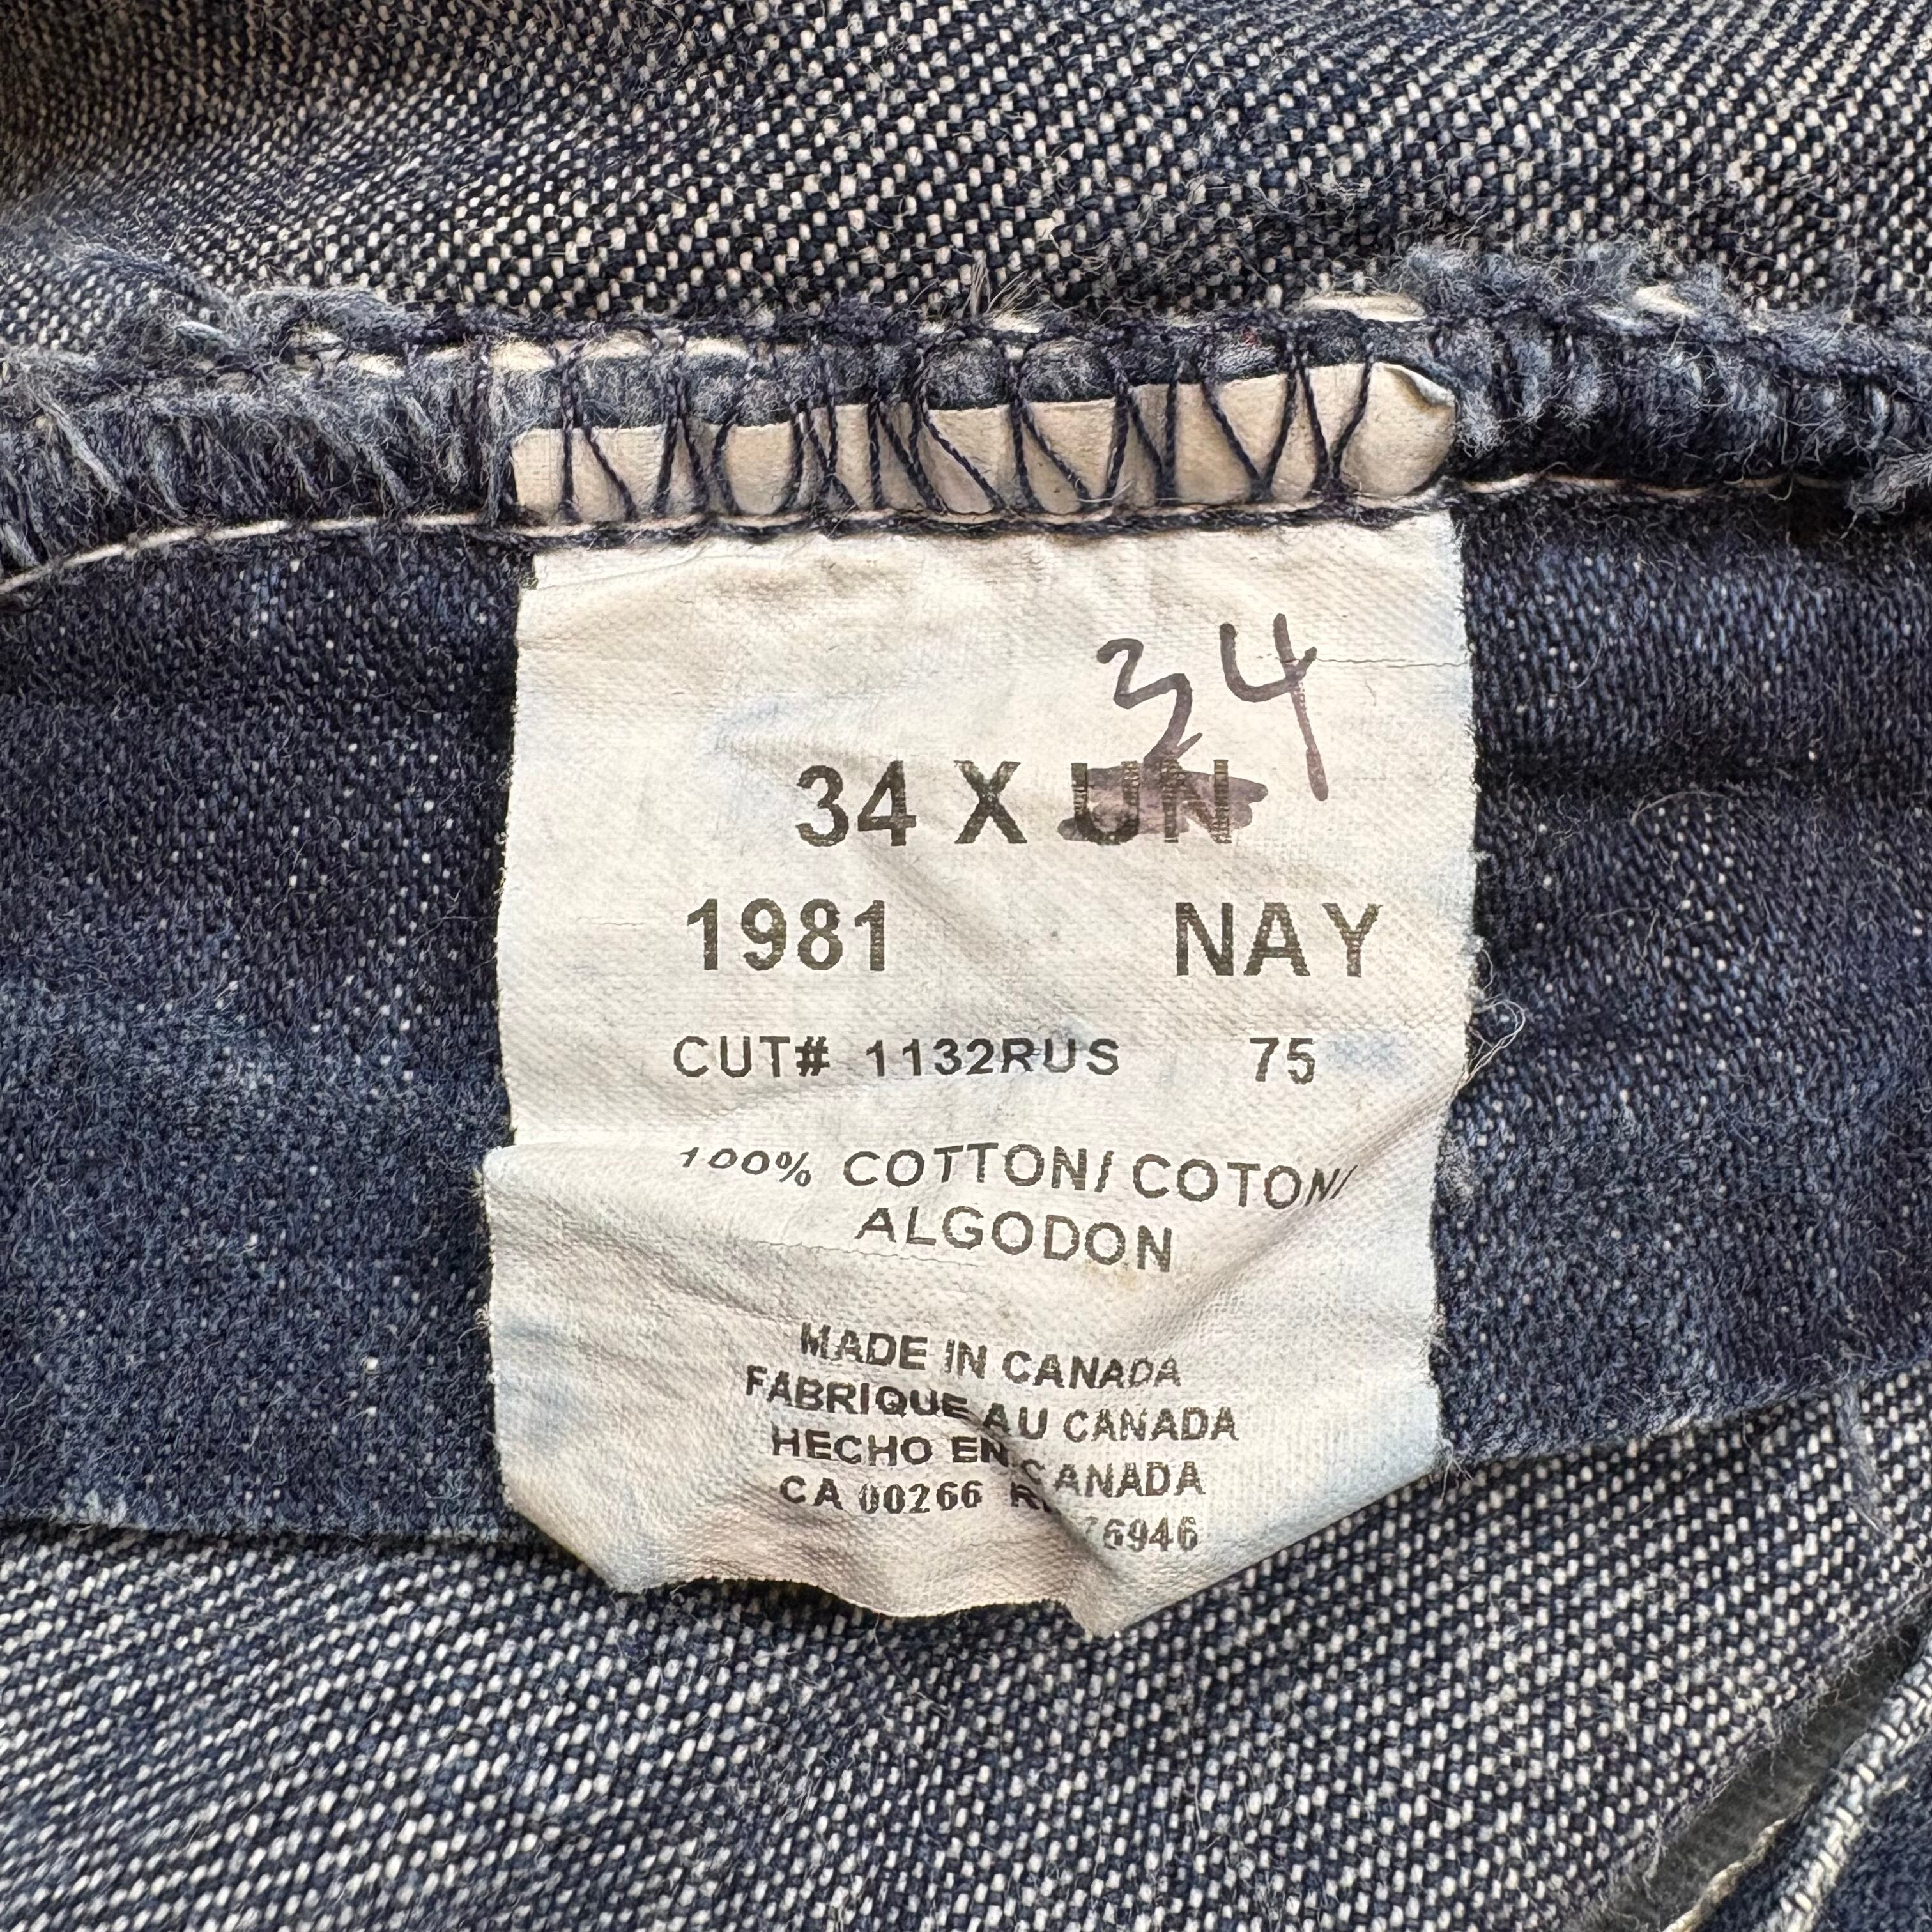 34
34 X UN
1981 NAY
CUT# 1132RUS 75
100% COTTON/ COTON/
ALGODON
MADE IN CANADA
FABRIQUE AU CANADA
HECHO EN CANADA
CA 00266